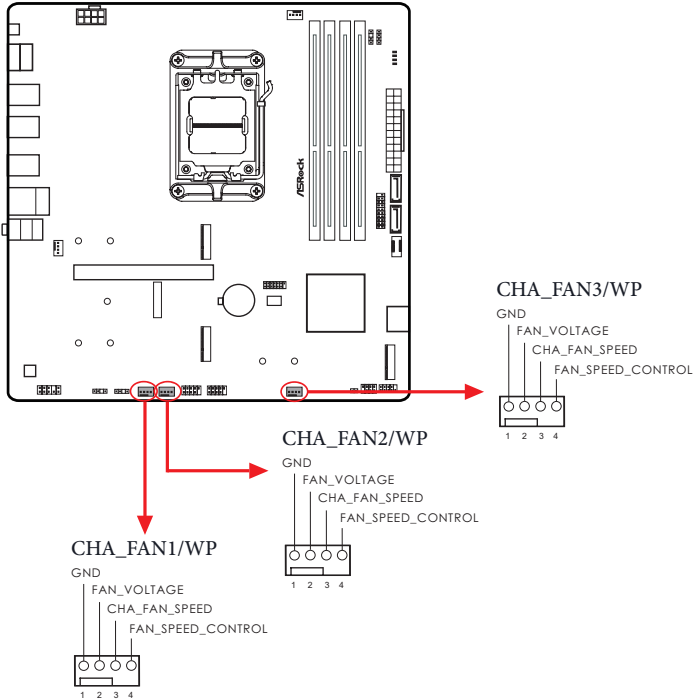 ASRock
CHA_FAN3/WP
GND
FAN_VOLTAGE
CHA_FAN_SPEED
FAN_SPEED_CONTROL
1 2 3 4
CHA_FAN2/WP
GND
FAN_VOLTAGE
CHA_FAN_SPEED
FAN_SPEED_CONTROL
1 2 3 4
CHA_FAN1/WP
GND
FAN_VOLTAGE
CHA_FAN_SPEED
FAN_SPEED_CONTROL
1 2 3 4